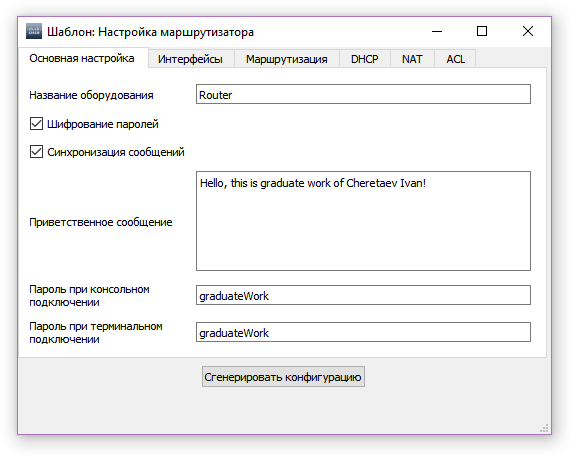 Шаблон: Настройка маршрутизатора
Основная настройка Интерфейсы Маршрутизация DHCP NAT ACL
Название оборудования Router
Шифрование паролей
Синхронизация сообщений
Hello, this is graduate work of Cheretaev Ivan!
Приветственное сообщение
Пароль при консольном
подключении
graduateWork
Пароль при терминальном
подключении
graduateWork
Сгенерировать конфигурацию